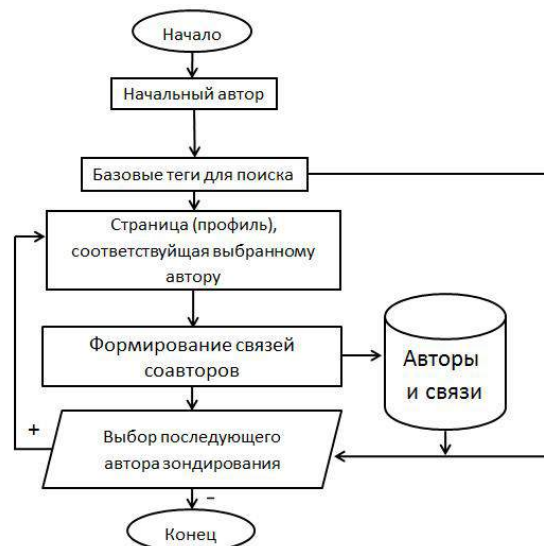 Начало
Начальный автор
Базовые теги для поиска
Страница (профиль),
соответствуйщая выбранному
автору
Формирование связей
соавторов
Авторы
и связи
+
Выбор последующего
автора зондирования
–
Конец